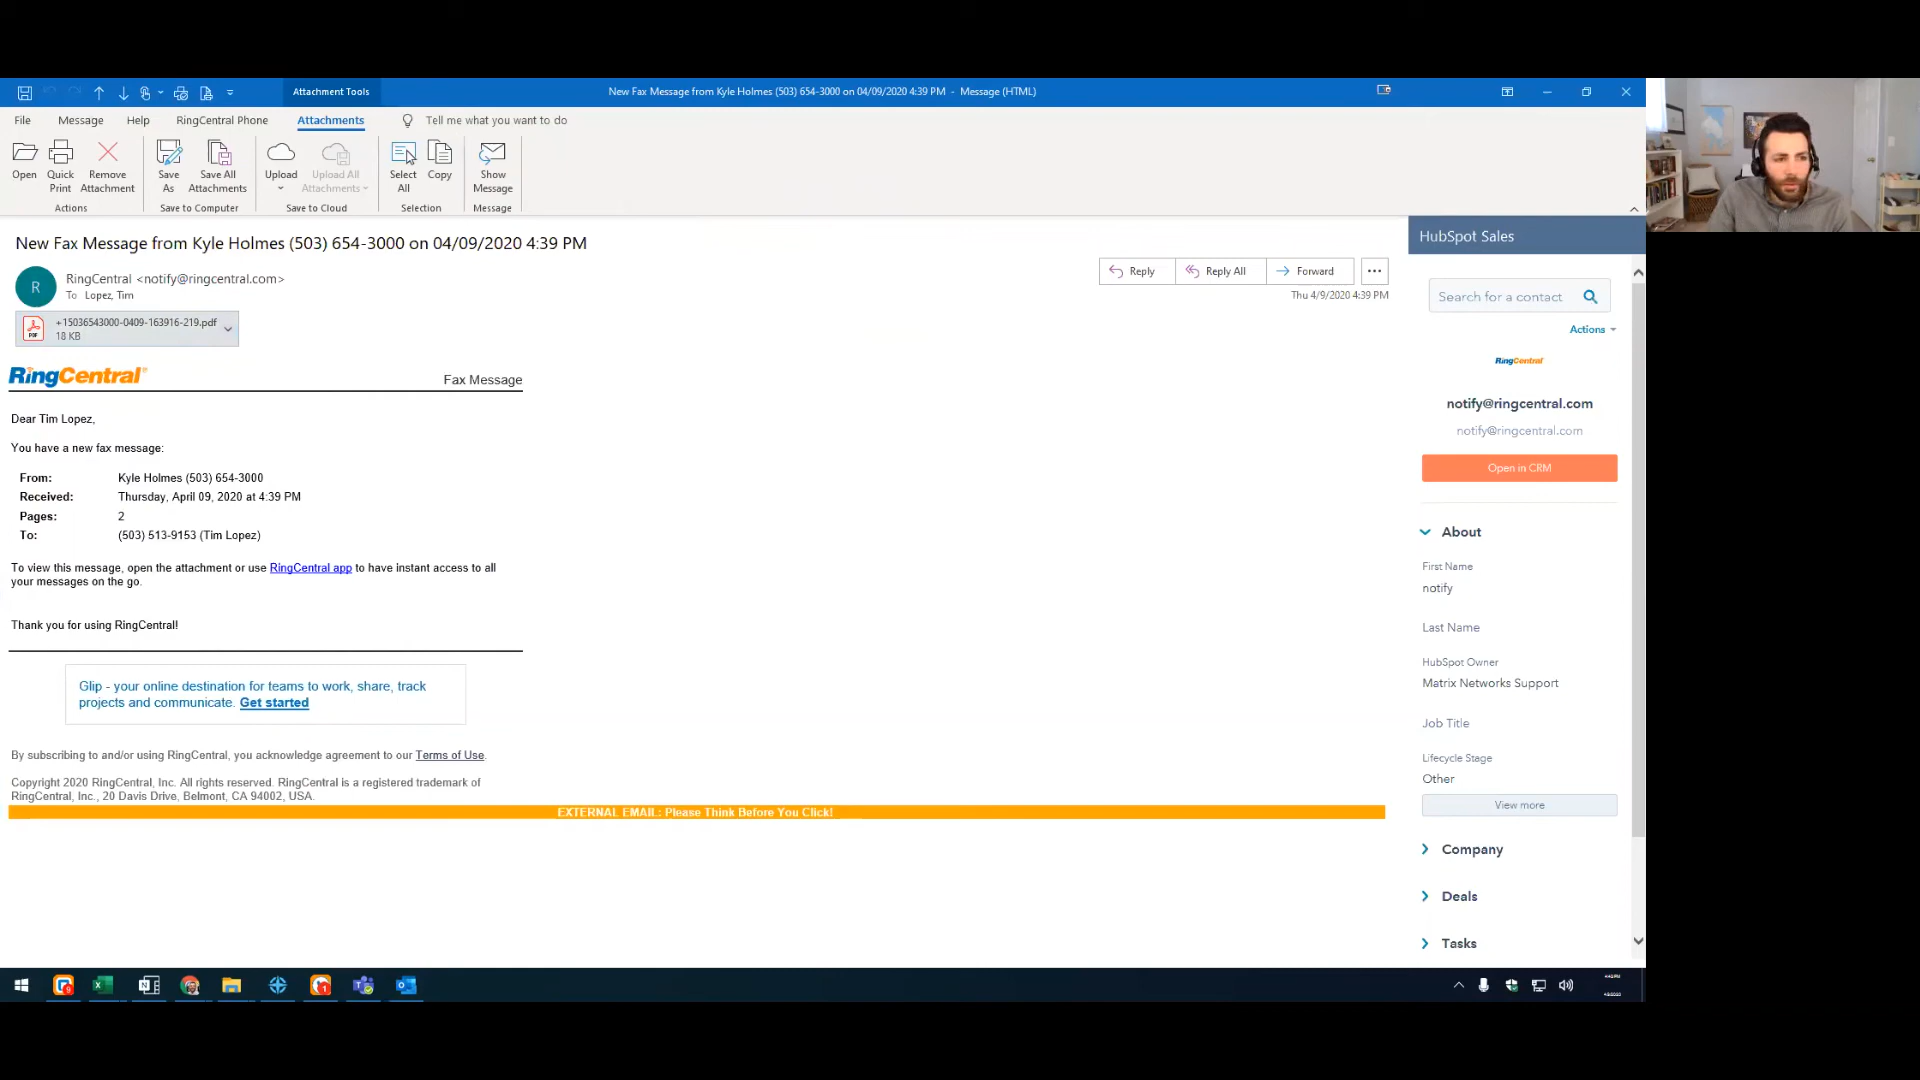 Attachment Tools
New Fax Message from Kyle Holmes (503) 654-3000 on 04/09/2020 4:39 PM - Message (HTML)
File Message Help RingCentral Phone Attachments Tell me what you want to do
Open
Quick Print
Remove Attachment
Save As
Save All Attachments
Upload
Upload All Attachments
Select All
Copy
Show Message
Actions Save to Computer Save to Cloud Selection Message
New Fax Message from Kyle Holmes (503) 654-3000 on 04/09/2020 4:39 PM
R
RingCentral <notify@ringcentral.com>
To Lopez, Tim
Reply Reply All Forward ...
Thu 4/9/2020 4:39 PM
PDF
+15036543000-0409-163916-219.pdf
18 KB
RingCentral®
Fax Message
Dear Tim Lopez,
You have a new fax message:
From: Kyle Holmes (503) 654-3000
Received: Thursday, April 09, 2020 at 4:39 PM
Pages: 2
To: (503) 513-9153 (Tim Lopez)
To view this message, open the attachment or use RingCentral app to have instant access to all
your messages on the go.
Thank you for using RingCentral!
Glip - your online destination for teams to work, share, track
projects and communicate. Get started
By subscribing to and/or using RingCentral, you acknowledge agreement to our Terms of Use.
Copyright 2020 RingCentral, Inc. All rights reserved. RingCentral is a registered trademark of
RingCentral, Inc., 20 Davis Drive, Belmont, CA 94002, USA.
EXTERNAL EMAIL: Please Think Before You Click!
HubSpot Sales
Search for a contact
Actions
RingCentral
notify@ringcentral.com
notify@ringcentral.com
Open in CRM
About
First Name
notify
Last Name
HubSpot Owner
Matrix Networks Support
Job Title
Lifecycle Stage
Other
View more
Company
Deals
Tasks